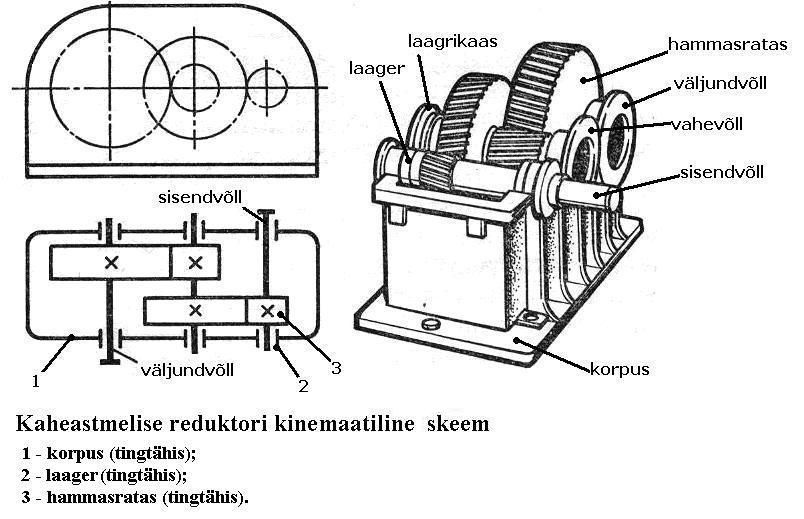 laagrikaas
laager
hammasratas
väljundvõll
vahevõll
sisendvõll
sisendvõll
väljundvõll
1
2
3
korpus
Kaheastmelise reduktori kinemaatiline skeem
1 - korpus (tingtähis);
2 - laager (tingtähis);
3 - hammasratas (tingtähis).